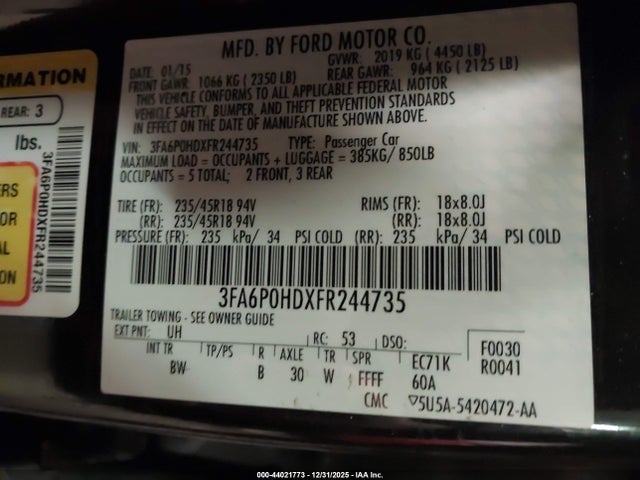 MFD. BY FORD MOTOR CO.
DATE: 01/15
GVWR: 2019 KG ( 4450 LB)
FRONT GAWR: 1066 KG ( 2350 LB)
REAR GAWR: 964 KG ( 2125 LB)
THIS VEHICLE CONFORMS TO ALL APPLICABLE FEDERAL MOTOR
VEHICLE SAFETY, BUMPER, AND THEFT PREVENTION STANDARDS
IN EFFECT ON THE DATE OF MANUFACTURE SHOWN ABOVE.
VIN: 3FA6P0HDXFR244735 TYPE: Passenger Car
MAXIMUM LOAD = OCCUPANTS + LUGGAGE = 385KG/ 850LB
OCCUPANTS = 5 TOTAL; 2 FRONT, 3 REAR
TIRE (FR): 235/45R18 94V RIMS (FR): 18x8.0J
(RR): 235/45R18 94V (RR): 18x8.0J
PRESSURE (FR): 235 kPa/ 34 PSI COLD (RR): 235 kPa/ 34 PSI COLD
3FA6P0HDXFR244735
TRAILER TOWING - SEE OWNER GUIDE
EXT PNT: UH RC: 53 DSO: F0030
R0041
INT TR TP/PS R AXLE TR SPR EC71K
BW B 30 W FFFF 60A
CMC ▽5U5A-5420472-AA
ORMATION
REAR: 3
lbs.
ERS
OR
AL
ION
3FA6P0HDXFR244735
000-44021773 - 12/31/2025 - IAA Inc.